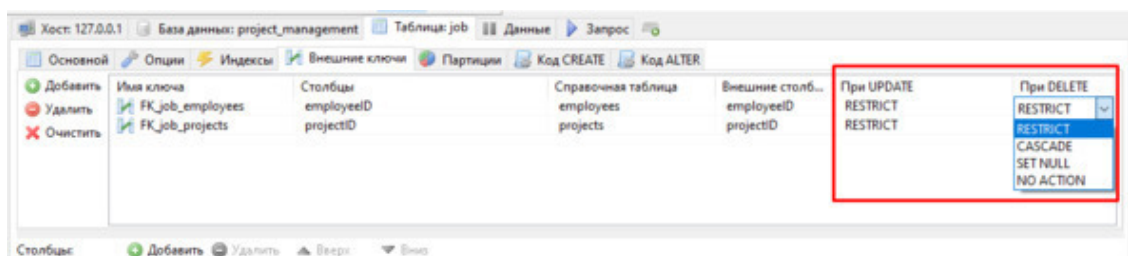 Хост: 127.0.0.1 База данных: project_management Таблица: job Данные Запрос
Основной Опции Индексы Внешние ключи Партиции Код CREATE Код ALTER
Добавить Имя ключа Столбцы Справочная таблица Внешние столб... При UPDATE При DELETE
Удалить FK_job_employees employeeID employees employeeID RESTRICT RESTRICT
Очистить FK_job_projects projectID projects projectID RESTRICT RESTRICT
CASCADE
SET NULL
NO ACTION
Столбцы: Добавить Удалить Вверх Вниз